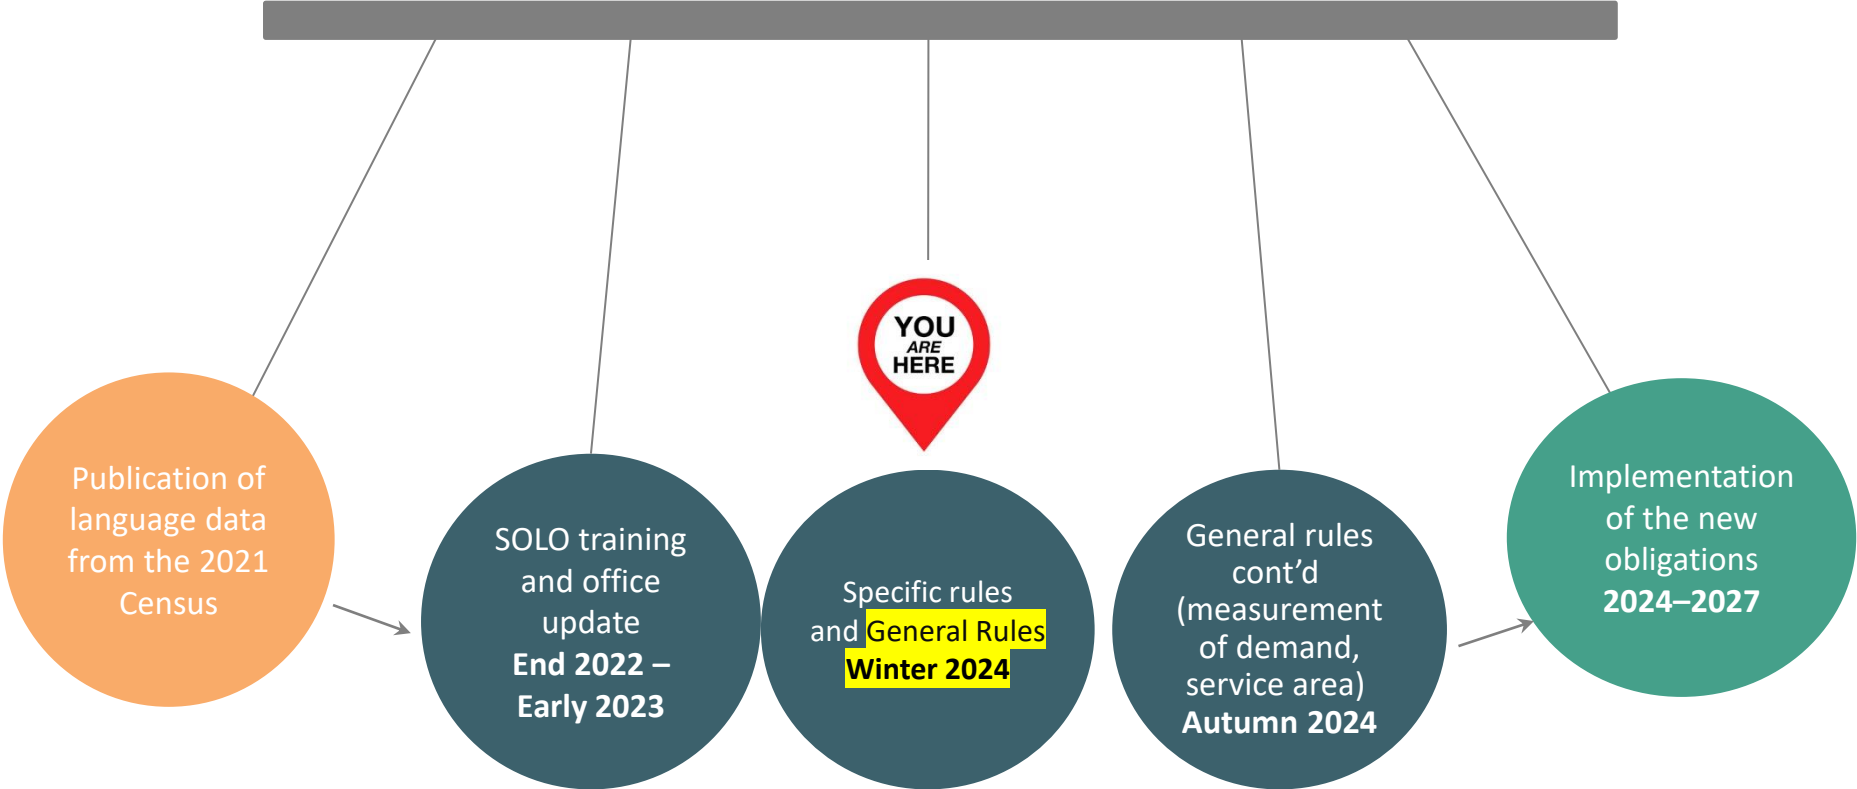 YOU
ARE
HERE
Publication of
language data
from the 2021
Census
SOLO training
and office
update
End 2022 –
Early 2023
Specific rules
and General Rules
Winter 2024
General rules
cont’d
(measurement
of demand,
service area)
Autumn 2024
Implementation
of the new
obligations
2024–2027